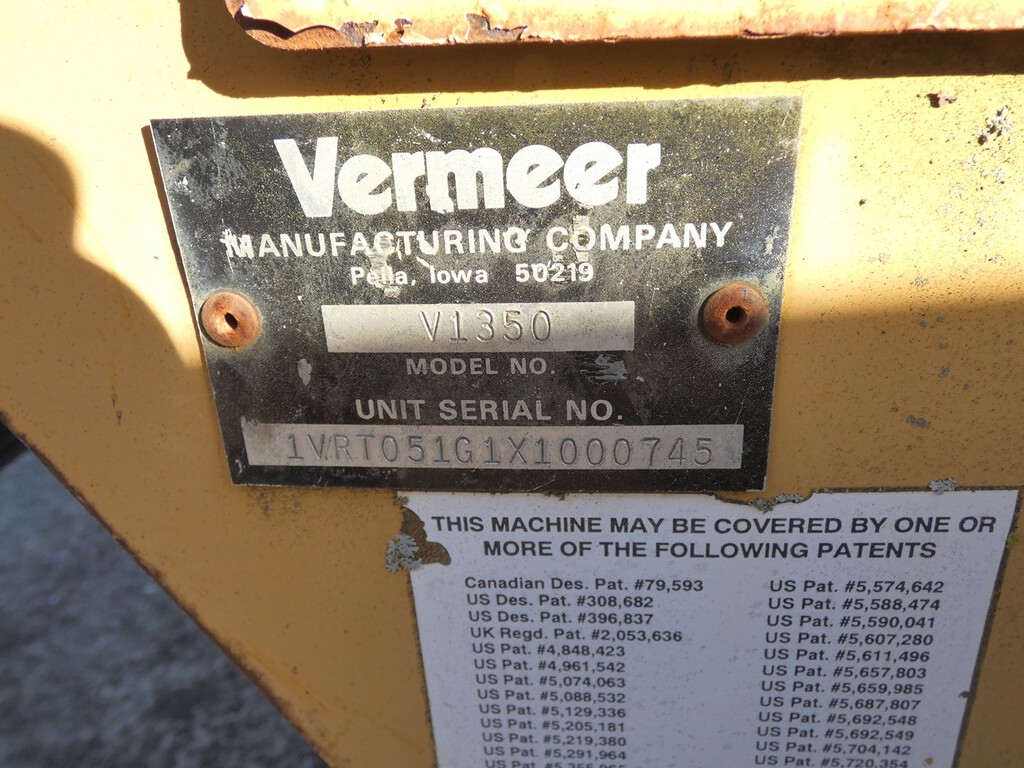 Vermeer
MANUFACTURING COMPANY
Pella, Iowa 50219
V1350
MODEL NO.
UNIT SERIAL NO.
1VRT051G1X1000745
THIS MACHINE MAY BE COVERED BY ONE OR
MORE OF THE FOLLOWING PATENTS
Canadian Des. Pat. #79,593
US Des. Pat. #308,682
US Des. Pat. #396,837
UK Regd. Pat. #2,053,636
US Pat. #4,848,423
US Pat. #4,961,542
US Pat. #5,074,063
US Pat. #5,088,532
US Pat. #5,129,336
US Pat. #5,205,181
US Pat. #5,219,380
US Pat. #5,291,964
US Pat.
US Pat. #5,574,642
US Pat. #5,588,474
US Pat. #5,590,041
US Pat. #5,607,280
US Pat. #5,611,496
US Pat. #5,657,803
US Pat. #5,659,985
US Pat. #5,687,807
US Pat. #5,692,548
US Pat. #5,692,549
US Pat. #5,704,142
US Pat. #5,720,354